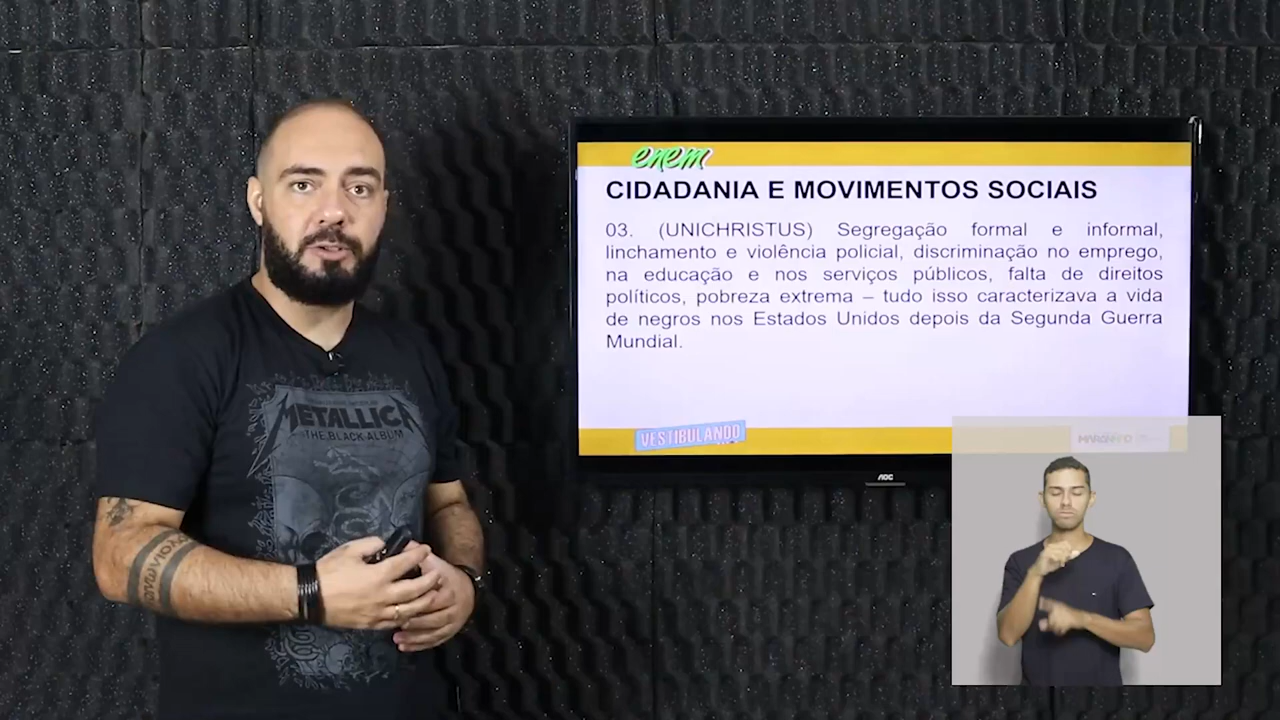 enem
CIDADANIA E MOVIMENTOS SOCIAIS
03. (UNICHRISTUS) Segregação formal e informal,
linchamento e violência policial, discriminação no emprego,
na educação e nos serviços públicos, falta de direitos
políticos, pobreza extrema – tudo isso caracterizava a vida
de negros nos Estados Unidos depois da Segunda Guerra
Mundial.
VESTIBULANDO
MARANHÃO
AOC
METALLICA
THE BLACK ALBUM